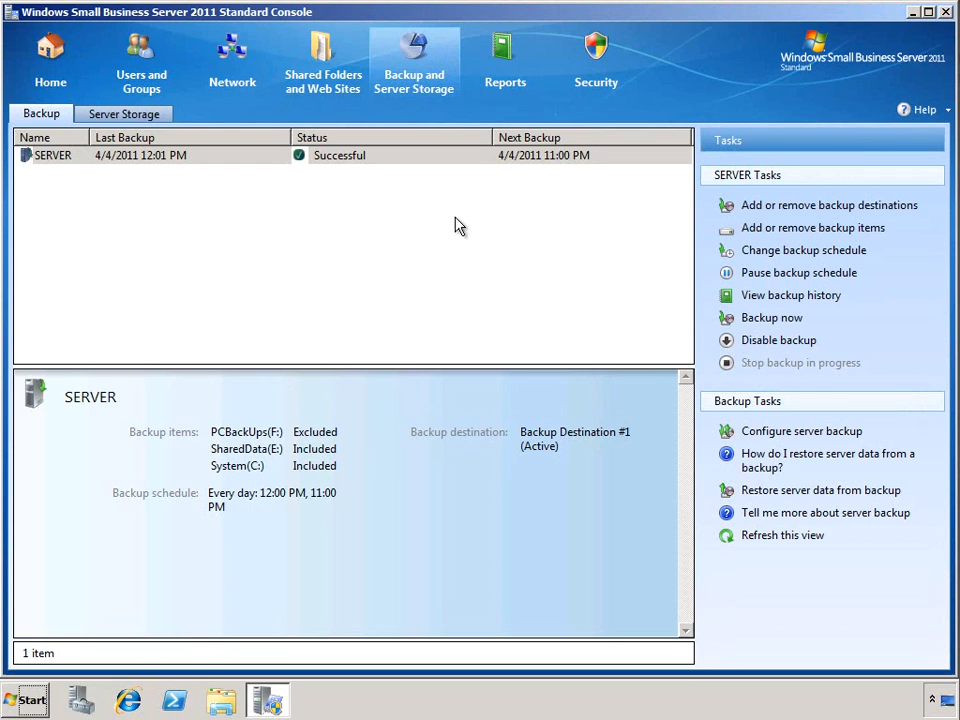 Windows Small Business Server 2011 Standard Console
Home
Users and
Groups
Network
Shared Folders
and Web Sites
Backup and
Server Storage
Reports
Security
Windows Small Business Server 2011
Standard
Backup
Server Storage
Help
Name
Last Backup
Status
Next Backup
SERVER
4/4/2011 12:01 PM
Successful
4/4/2011 11:00 PM
SERVER
Backup items:
PCBackUps(F:)
Excluded
SharedData(E:)
Included
System(C:)
Included
Backup destination:
Backup Destination #1
(Active)
Backup schedule:
Every day: 12:00 PM, 11:00
PM
1 item
Tasks
SERVER Tasks
Add or remove backup destinations
Add or remove backup items
Change backup schedule
Pause backup schedule
View backup history
Backup now
Disable backup
Stop backup in progress
Backup Tasks
Configure server backup
How do I restore server data from a
backup?
Restore server data from backup
Tell me more about server backup
Refresh this view
Start